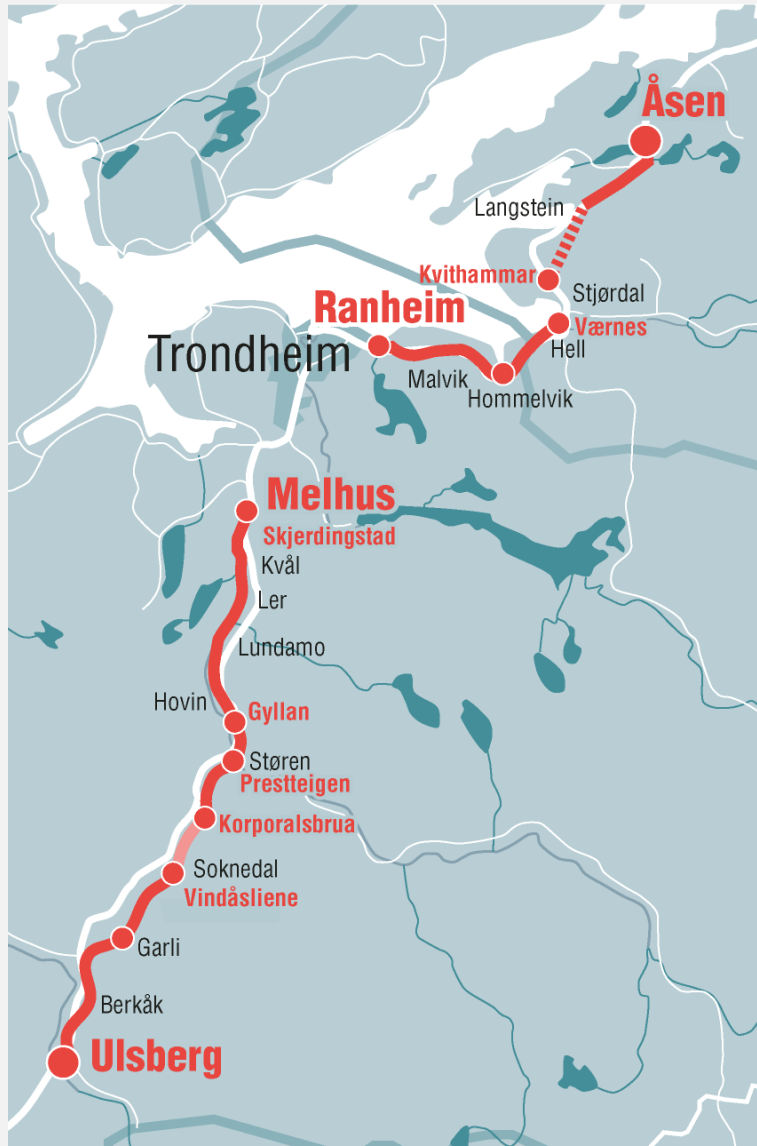 Åsen
Langstein
Kvithammar
Stjørdal
Ranheim
Værnes
Trondheim
Hell
Malvik
Hommelvik
Melhus
Skjerdingstad
Kvål
Ler
Lundamo
Hovin
Gyllan
Støren
Prestteigen
Korporalsbrua
Soknedal
Vindåsliene
Garli
Berkåk
Ulsberg